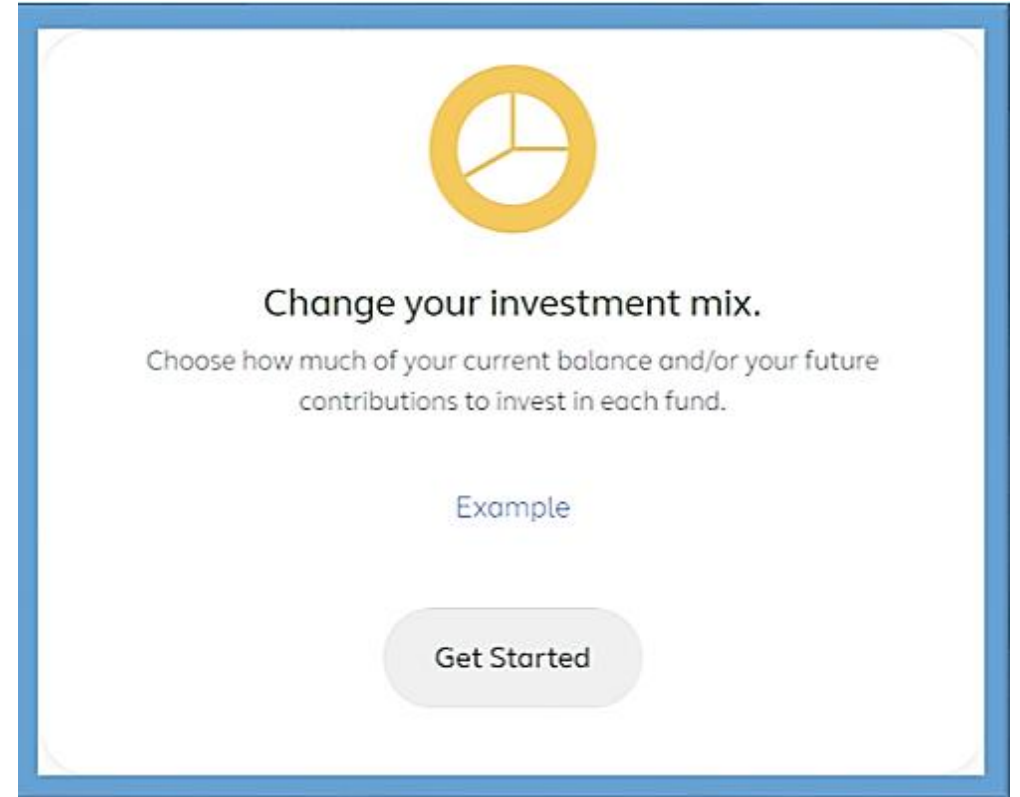 Change your investment mix.
Choose how much of your current balance and/or your future
contributions to invest in each fund.
Example
Get Started